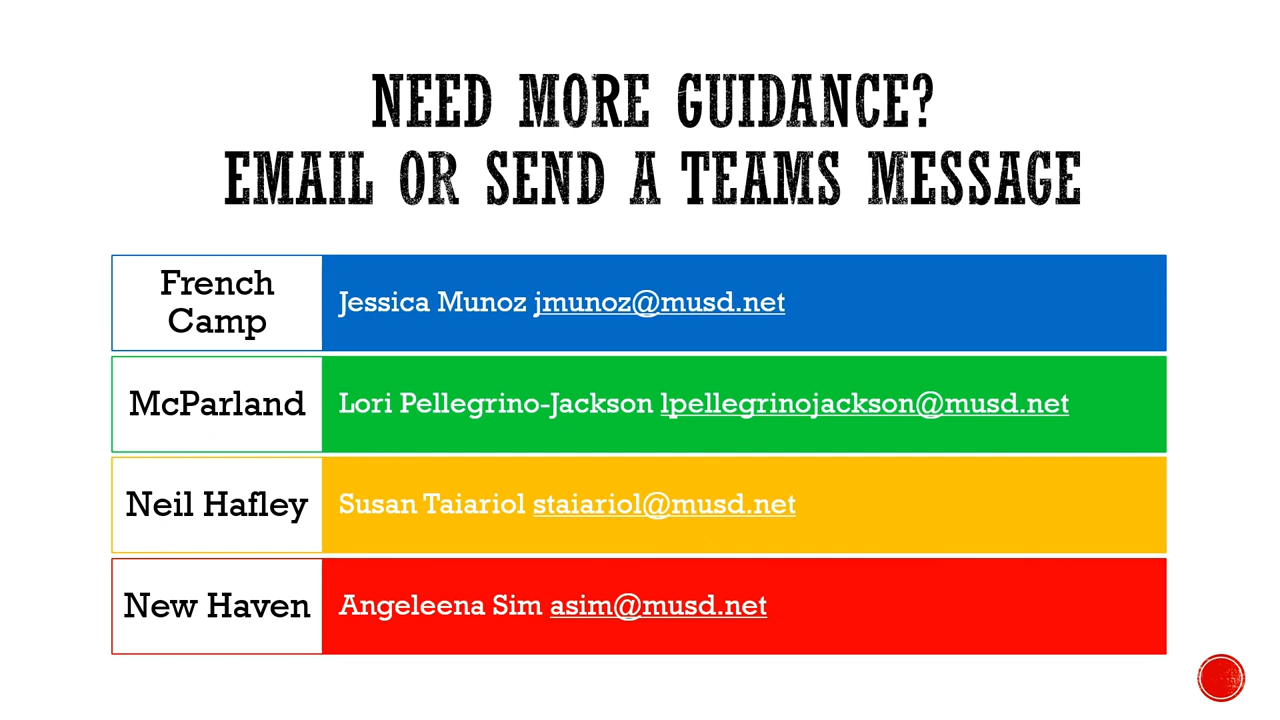 NEED MORE GUIDANCE?
EMAIL OR SEND A TEAMS MESSAGE
French
Camp
Jessica Munoz jmunoz@musd.net
McParland
Lori Pellegrino-Jackson lpellegrinojackson@musd.net
Neil Hafley
Susan Taiariol staiariol@musd.net
New Haven
Angeleena Sim asim@musd.net